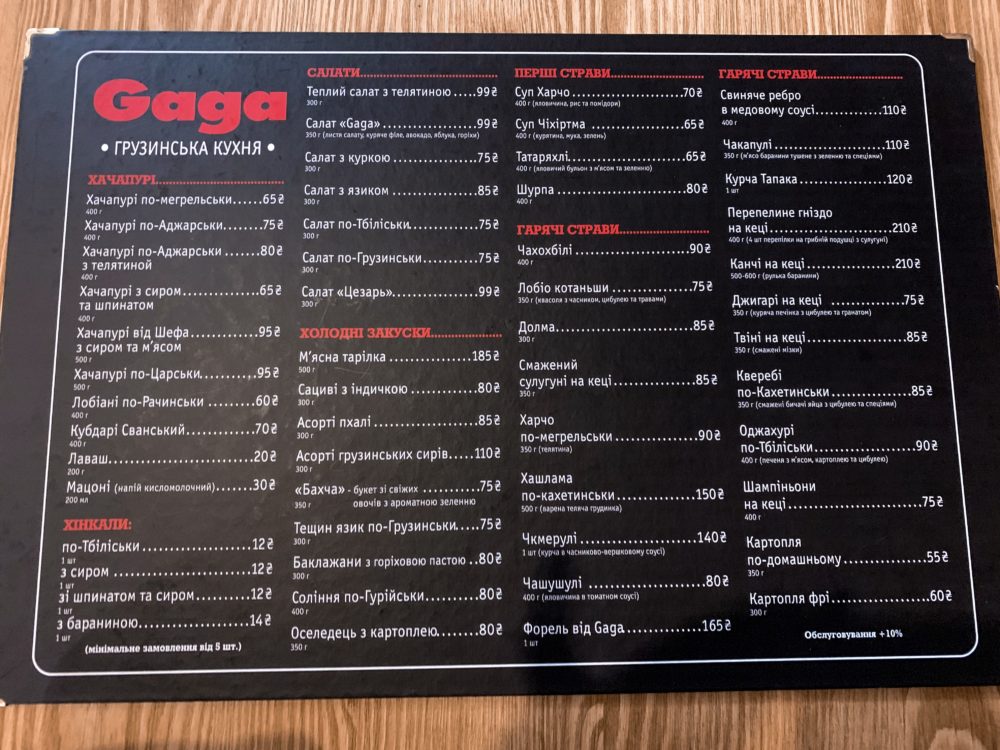 Gaga
• ГРУЗИНСЬКА КУХНЯ •
ХАЧАПУРІ
Хачапурі по-мегрельськи 65₴
400 г
Хачапурі по-Аджарськи 75₴
400 г
Хачапурі по-Аджарськи 80₴
з телятиною
400 г
Хачапурі з сиром 65₴
та шпинатом
400 г
Хачапурі від Шефа 95₴
з сиром та м'ясом
500 г
Хачапурі по-Царськи 95₴
500 г
Лобіані по-Рачинськи 60₴
400 г
Кубдарі Сванський 70₴
400 г
Лаваш 20₴
200 г
Мацоні (напій кисломолочний) 30₴
200 мл
ХІНКАЛИ:
по-Тбіліськи 12₴
1 шт
з сиром 12₴
1 шт
зі шпинатом та сиром 12₴
1 шт
з бараниною 14₴
1 шт
(мінімальне замовлення від 5 шт.)
САЛАТИ
Теплий салат з телятиною 99₴
300 г
Салат «Gaga» 99₴
350 г (листя салату, куряче філе, авокадо, яблука, горіхи)
Салат з куркою 75₴
300 г
Салат з язиком 85₴
300 г
Салат по-Тбіліськи 75₴
300 г
Салат по-Грузинськи 75₴
300 г
Салат «Цезарь» 99₴
300 г
ХОЛОДНІ ЗАКУСКИ
М'ясна тарілка 185₴
500 г
Сациві з індичкою 80₴
300 г
Асорті пхалі 85₴
300 г
Асорті грузинських сирів 110₴
300 г
«Бахча» - букет зі свіжих 75₴
350 г овочів з ароматною зеленню
Тещин язик по-Грузинськи 75₴
300 г
Баклажани з горіховою пастою 80₴
300 г
Соління по-Гурійськи 80₴
400 г
Оселедець з картоплею 80₴
350 г
ПЕРШІ СТРАВИ
Суп Харчо 70₴
400 г (яловичина, рис та помідори)
Суп Чіхіртма 65₴
400 г (курятина, мука, зелень)
Татаряхлі 65₴
400 г (яловичий бульон з м'ясом та зеленню)
Шурпа 80₴
400 г
ГАРЯЧІ СТРАВИ
Чахохбілі 90₴
400 г
Лобіо котаньши 75₴
350 г (квасоля з часником, цибулею та травами)
Долма 85₴
300 г
Смажений
сулугуні на кеці 85₴
350 г
Харчо
по-мегрельськи 90₴
350 г (телятина)
Хашлама
по-кахетинськи 150₴
500 г (варена теляча грудинка)
Чкмерулі 140₴
1 шт (курча в часниково-вершковому соусі)
Чашушулі 80₴
400 г (яловичина в томатном соусі)
Форель від Gaga 165₴
1 шт
ГАРЯЧІ СТРАВИ
Свиняче ребро
в медовому соусі 110₴
400 г
Чакапулі 110₴
350 г (м'ясо баранини тушене з зеленню та спеціями)
Курча Тапака 120₴
1 шт
Перепелине гніздо
на кеці 210₴
400 г (4 шт перепілки на грибній подушці з сулугуні)
Канчі на кеці 210₴
500-600 г (рулька баранини)
Джигарі на кеці 75₴
350 г (куряча печінка з цибулею та гранатом)
Твіні на кеці 85₴
350 г (смажені мізки)
Кверебі
по-Кахетинськи 85₴
350 г (смажені бичачі яйца з цибулею та спеціями)
Оджахурі
по-Тбіліськи 90₴
400 г (печеня з м'ясом, картоплею та цибулею)
Шампіньони
на кеці 75₴
400 г
Картопля
по-домашньому 55₴
350 г
Картопля фрі 60₴
300 г
Обслуговування +10%